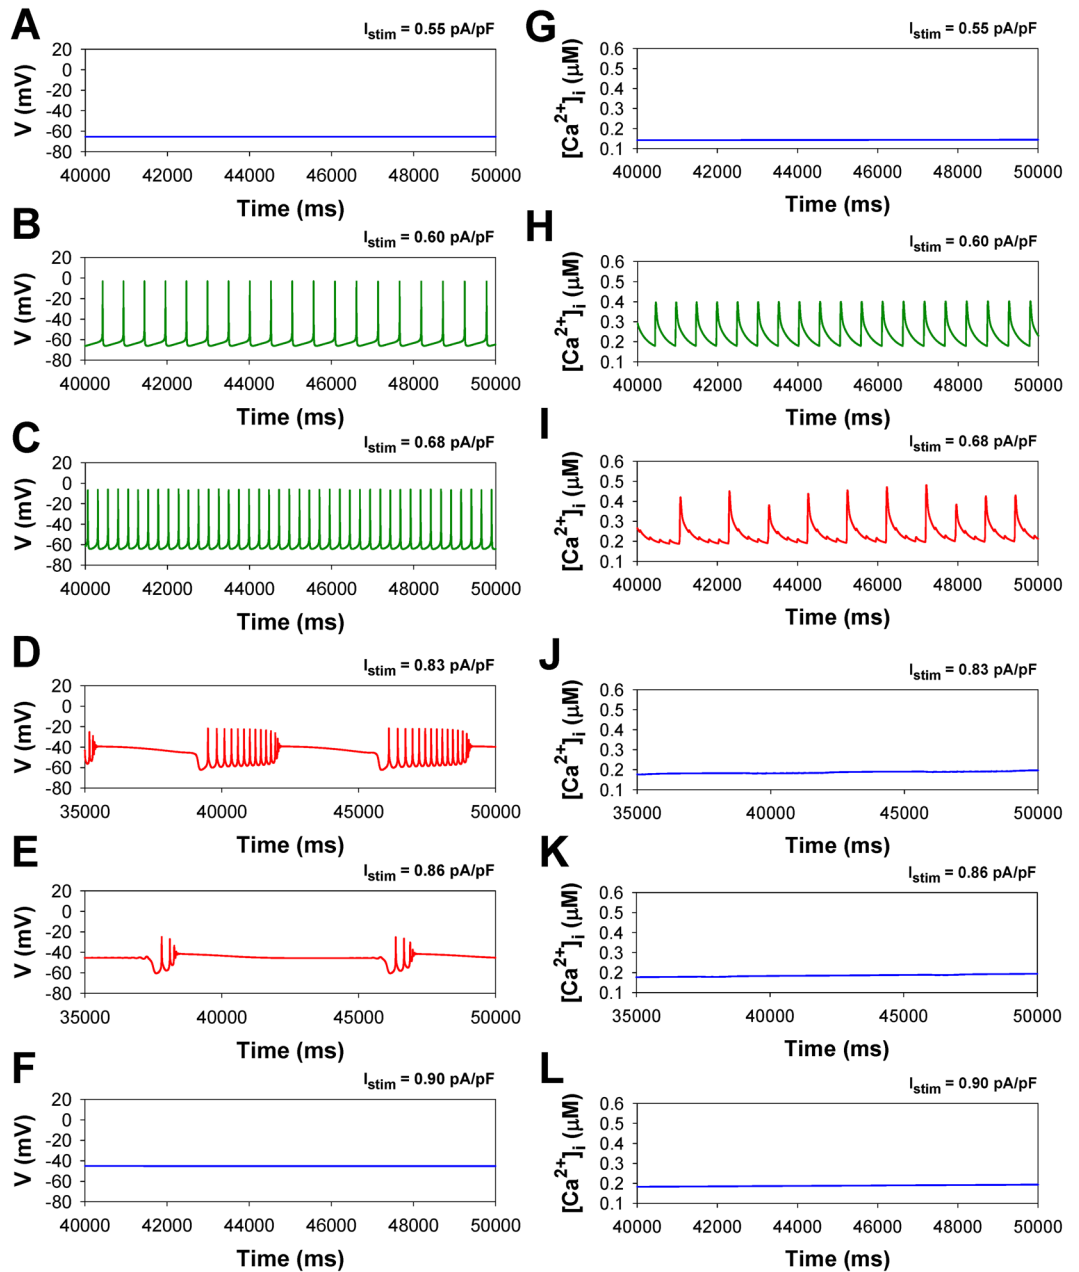 A
I_stim = 0.55 pA/pF
V (mV)
20
0
-20
-40
-60
-80
40000 42000 44000 46000 48000 50000
Time (ms)
G
I_stim = 0.55 pA/pF
[Ca²⁺]_i (μM)
0.6
0.5
0.4
0.3
0.2
0.1
40000 42000 44000 46000 48000 50000
Time (ms)
B
I_stim = 0.60 pA/pF
V (mV)
20
0
-20
-40
-60
-80
40000 42000 44000 46000 48000 50000
Time (ms)
H
I_stim = 0.60 pA/pF
[Ca²⁺]_i (μM)
0.6
0.5
0.4
0.3
0.2
0.1
40000 42000 44000 46000 48000 50000
Time (ms)
C
I_stim = 0.68 pA/pF
V (mV)
20
0
-20
-40
-60
-80
40000 42000 44000 46000 48000 50000
Time (ms)
I
I_stim = 0.68 pA/pF
[Ca²⁺]_i (μM)
0.6
0.5
0.4
0.3
0.2
0.1
40000 42000 44000 46000 48000 50000
Time (ms)
D
I_stim = 0.83 pA/pF
V (mV)
20
0
-20
-40
-60
-80
35000 40000 45000 50000
Time (ms)
J
I_stim = 0.83 pA/pF
[Ca²⁺]_i (μM)
0.6
0.5
0.4
0.3
0.2
0.1
35000 40000 45000 50000
Time (ms)
E
I_stim = 0.86 pA/pF
V (mV)
20
0
-20
-40
-60
-80
35000 40000 45000 50000
Time (ms)
K
I_stim = 0.86 pA/pF
[Ca²⁺]_i (μM)
0.6
0.5
0.4
0.3
0.2
0.1
35000 40000 45000 50000
Time (ms)
F
I_stim = 0.90 pA/pF
V (mV)
20
0
-20
-40
-60
-80
40000 42000 44000 46000 48000 50000
Time (ms)
L
I_stim = 0.90 pA/pF
[Ca²⁺]_i (μM)
0.6
0.5
0.4
0.3
0.2
0.1
40000 42000 44000 46000 48000 50000
Time (ms)